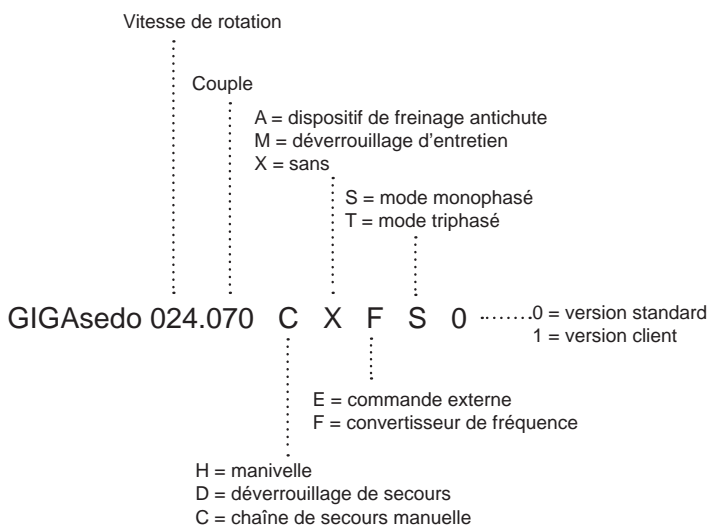 Vitesse de rotation
Couple
A = dispositif de freinage antichute
M = déverrouillage d'entretien
X = sans
S = mode monophasé
T = mode triphasé
GIGAsedo 024.070 C X F S 0
0 = version standard
1 = version client
E = commande externe
F = convertisseur de fréquence
H = manivelle
D = déverrouillage de secours
C = chaîne de secours manuelle